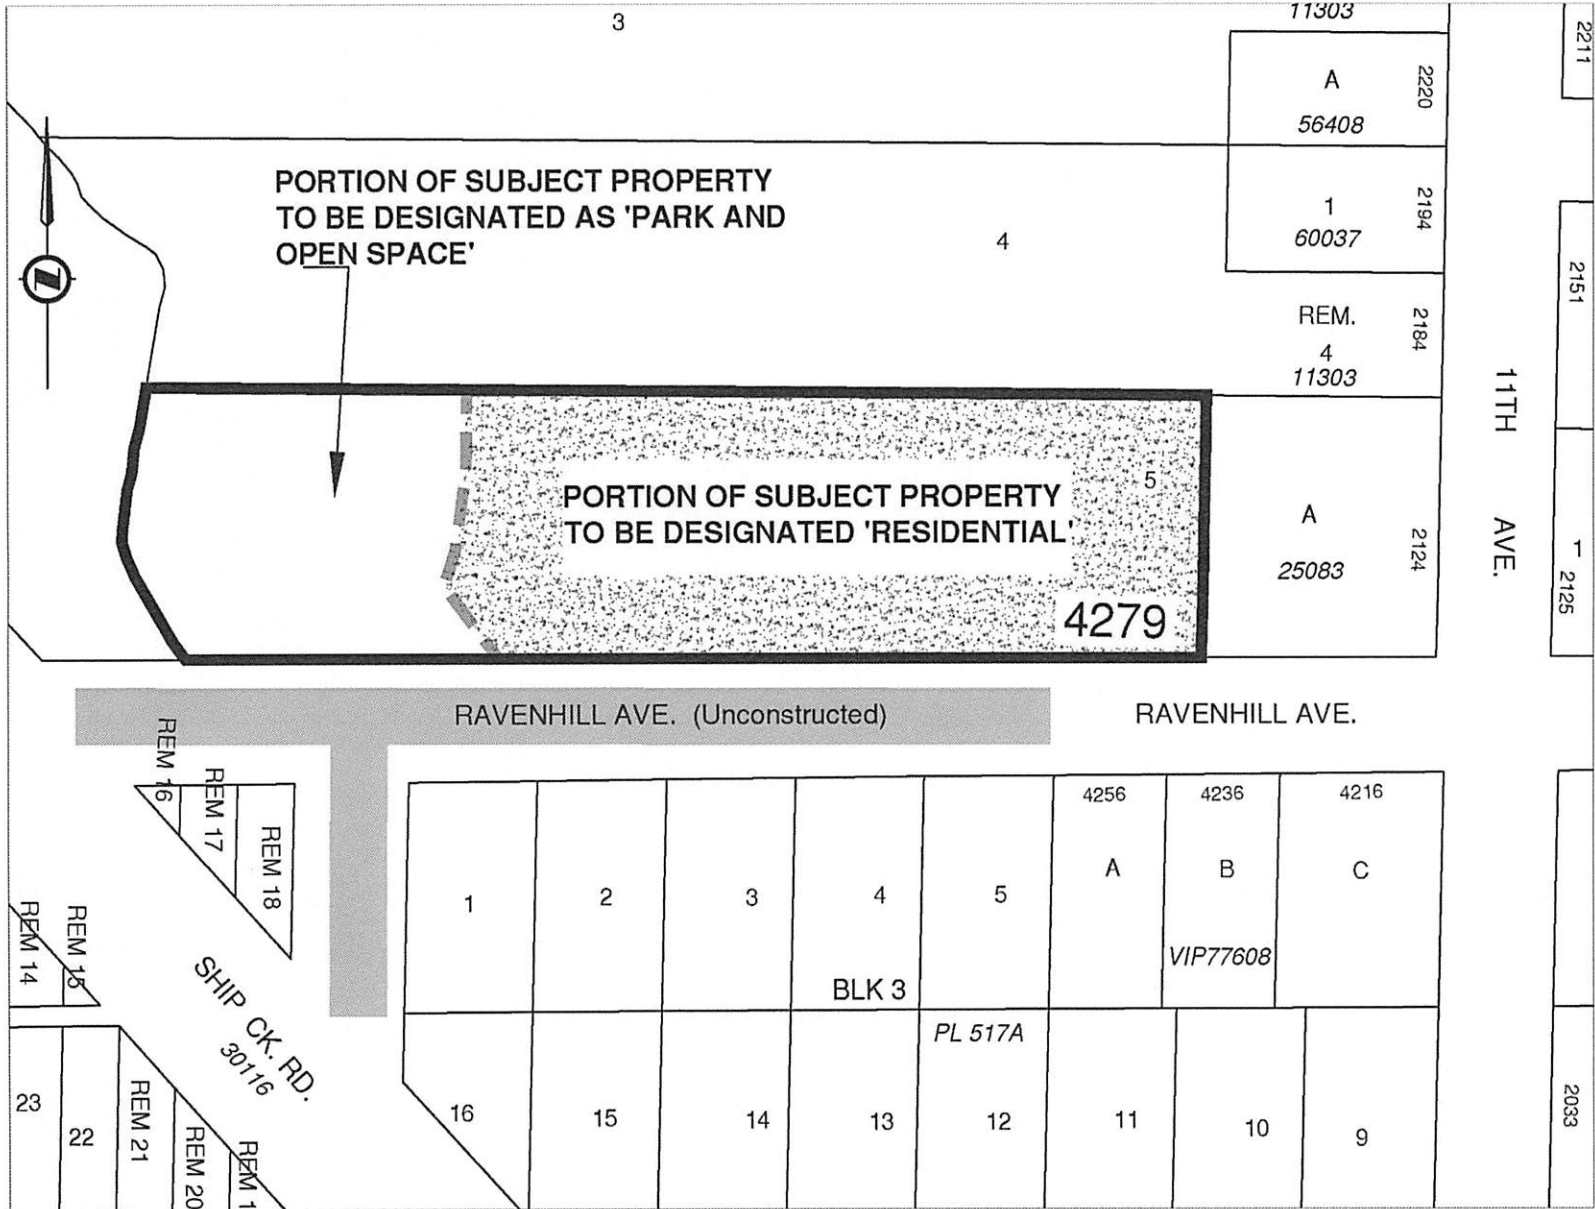 3
11303
2211
A
56408
2220
PORTION OF SUBJECT PROPERTY
TO BE DESIGNATED AS 'PARK AND
OPEN SPACE'
4
1
60037
2194
2151
REM.
4
11303
2184
11TH AVE.
PORTION OF SUBJECT PROPERTY
TO BE DESIGNATED 'RESIDENTIAL'
5
4279
A
25083
2124
1
2125
RAVENHILL AVE. (Unconstructed)
RAVENHILL AVE.
REM 16
REM 17
REM 18
REM 14
REM 15
SHIP CK. RD.
30116
4256
4236
4216
1
2
3
4
5
A
B
C
VIP77608
BLK 3
PL 517A
23
22
REM 21
REM 20
REM 1
16
15
14
13
12
11
10
9
2033